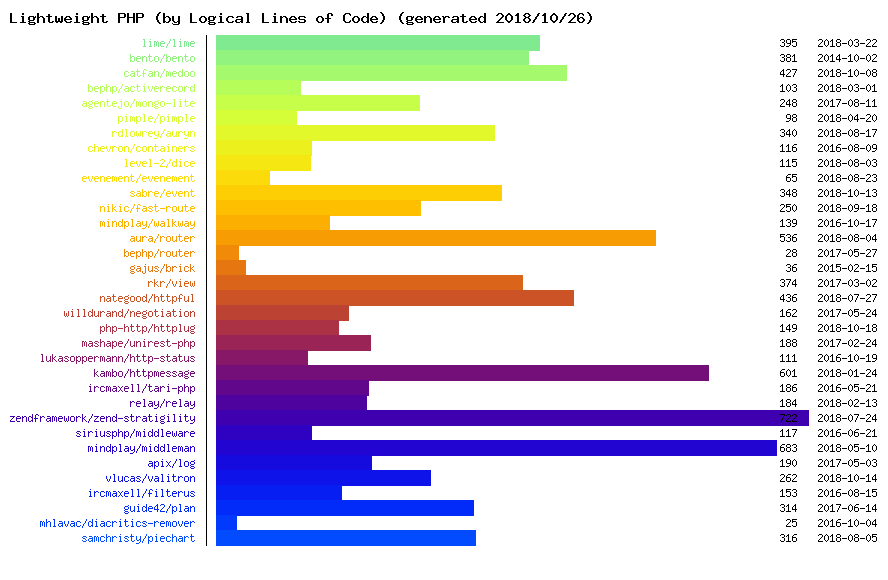 Lightweight PHP (by Logical Lines of Code) (generated 2018/10/26)
lime/lime 395 2018-03-22
bento/bento 381 2014-10-02
catfan/medoo 427 2018-10-08
bephp/activerecord 103 2018-03-01
agentejo/mongo-lite 248 2017-08-11
pimple/pimple 98 2018-04-20
rdlowrey/auryn 340 2018-08-17
chevron/containers 116 2016-08-09
level-2/dice 115 2018-08-03
evenement/evenement 65 2018-08-23
sabre/event 348 2018-10-13
nikic/fast-route 250 2018-09-18
mindplay/walkway 139 2016-10-17
aura/router 536 2018-08-04
bephp/router 28 2017-05-27
gajus/brick 36 2015-02-15
rkr/view 374 2017-03-02
nategood/httpful 436 2018-07-27
willdurand/negotiation 162 2017-05-24
php-http/httplug 149 2018-10-18
mashape/unirest-php 188 2017-02-24
lukasoppermann/http-status 111 2016-10-19
kambo/httpmessage 601 2018-01-24
ircmaxell/tari-php 186 2016-05-21
relay/relay 184 2018-02-13
zendframework/zend-stratigility 722 2018-07-24
siriusphp/middleware 117 2016-06-21
mindplay/middleman 683 2018-05-10
apix/log 190 2017-05-03
vlucas/valitron 262 2018-10-14
ircmaxell/filterus 153 2016-08-15
guide42/plan 314 2017-06-14
mhlavac/diacritics-remover 25 2016-10-04
samchristy/piechart 316 2018-08-05